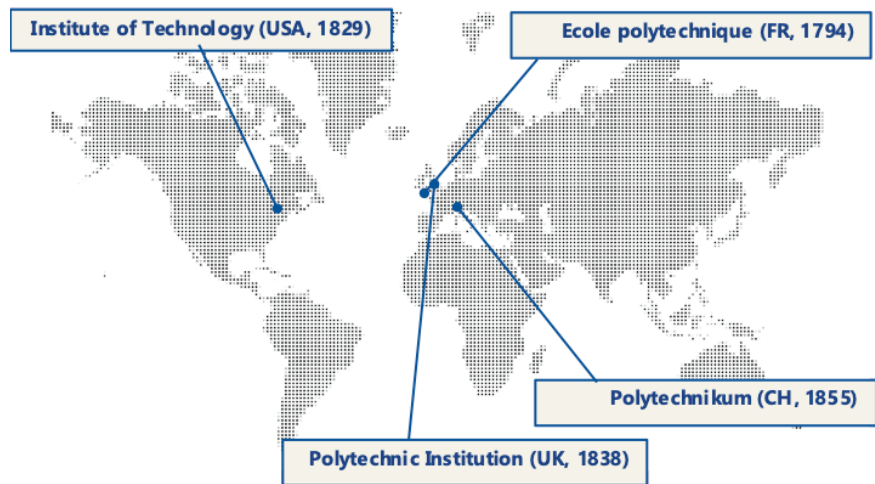 Institute of Technology (USA, 1829)
Ecole polytechnique (FR, 1794)
Polytechnikum (CH, 1855)
Polytechnic Institution (UK, 1838)